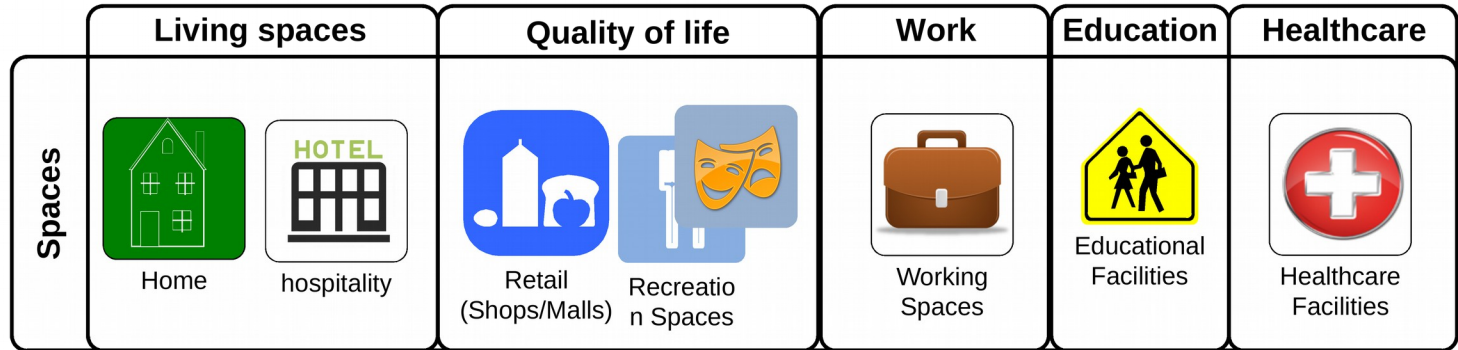 Living spaces
Quality of life
Work
Education
Healthcare
Spaces
HOTEL
Home
hospitality
Retail
(Shops/Malls)
Recreatio
n Spaces
Working
Spaces
Educational
Facilities
Healthcare
Facilities